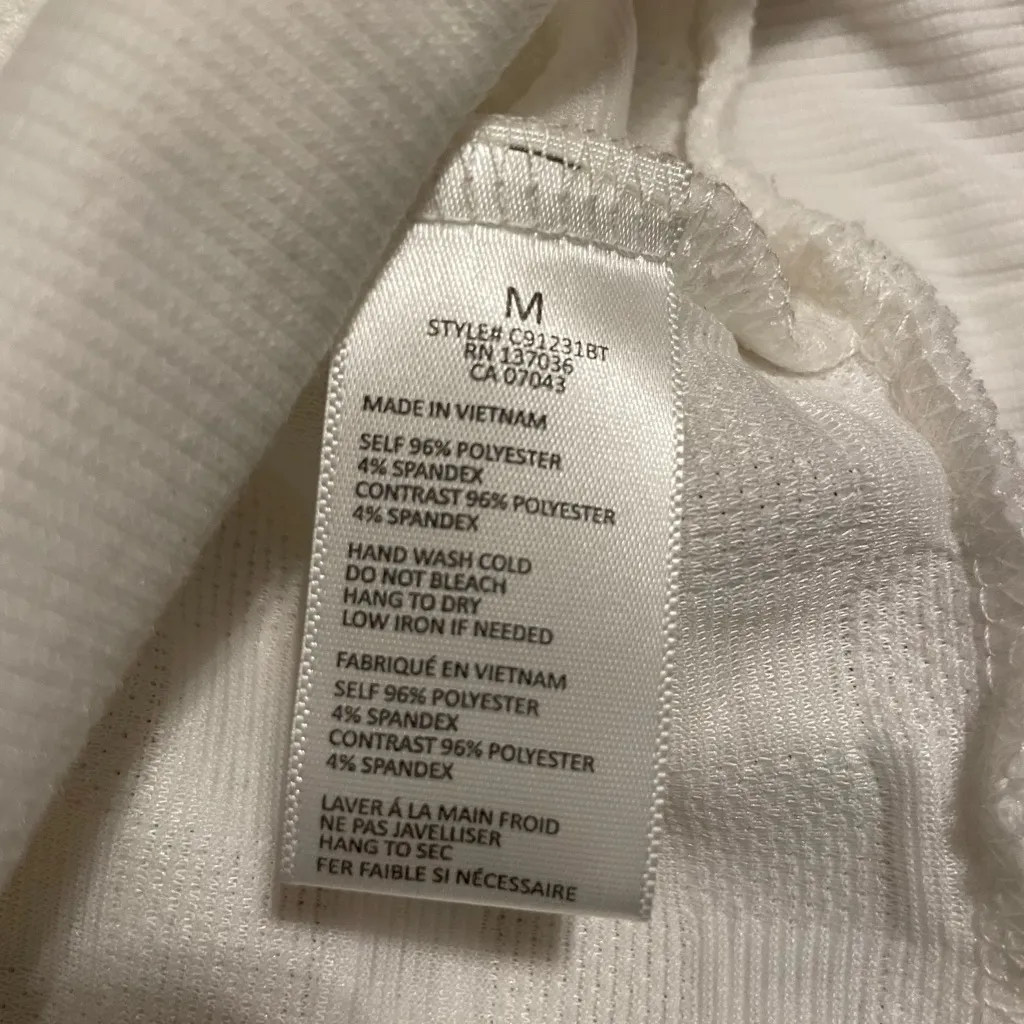 M
STYLE# C91231BT
RN 137036
CA 07043
MADE IN VIETNAM
SELF 96% POLYESTER
4% SPANDEX
CONTRAST 96% POLYESTER
4% SPANDEX
HAND WASH COLD
DO NOT BLEACH
HANG TO DRY
LOW IRON IF NEEDED
FABRIQUÉ EN VIETNAM
SELF 96% POLYESTER
4% SPANDEX
CONTRAST 96% POLYESTER
4% SPANDEX
LAVER Á LA MAIN FROID
NE PAS JAVELLISER
HANG TO SEC
FER FAIBLE SI NÉCESSAIRE